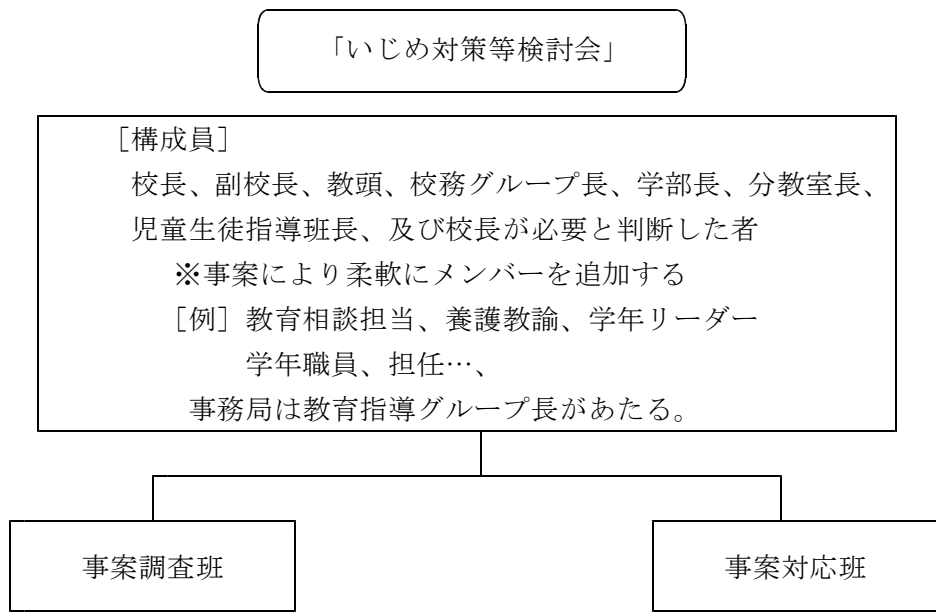 「いじめ対策等検討会」
［構成員］
校長、副校長、教頭、校務グループ長、学部長、分教室長、
児童生徒指導班長、及び校長が必要と判断した者
※事案により柔軟にメンバーを追加する
［例］教育相談担当、養護教諭、学年リーダー
学年職員、担任…、
事務局は教育指導グループ長があたる。
事案調査班
事案対応班